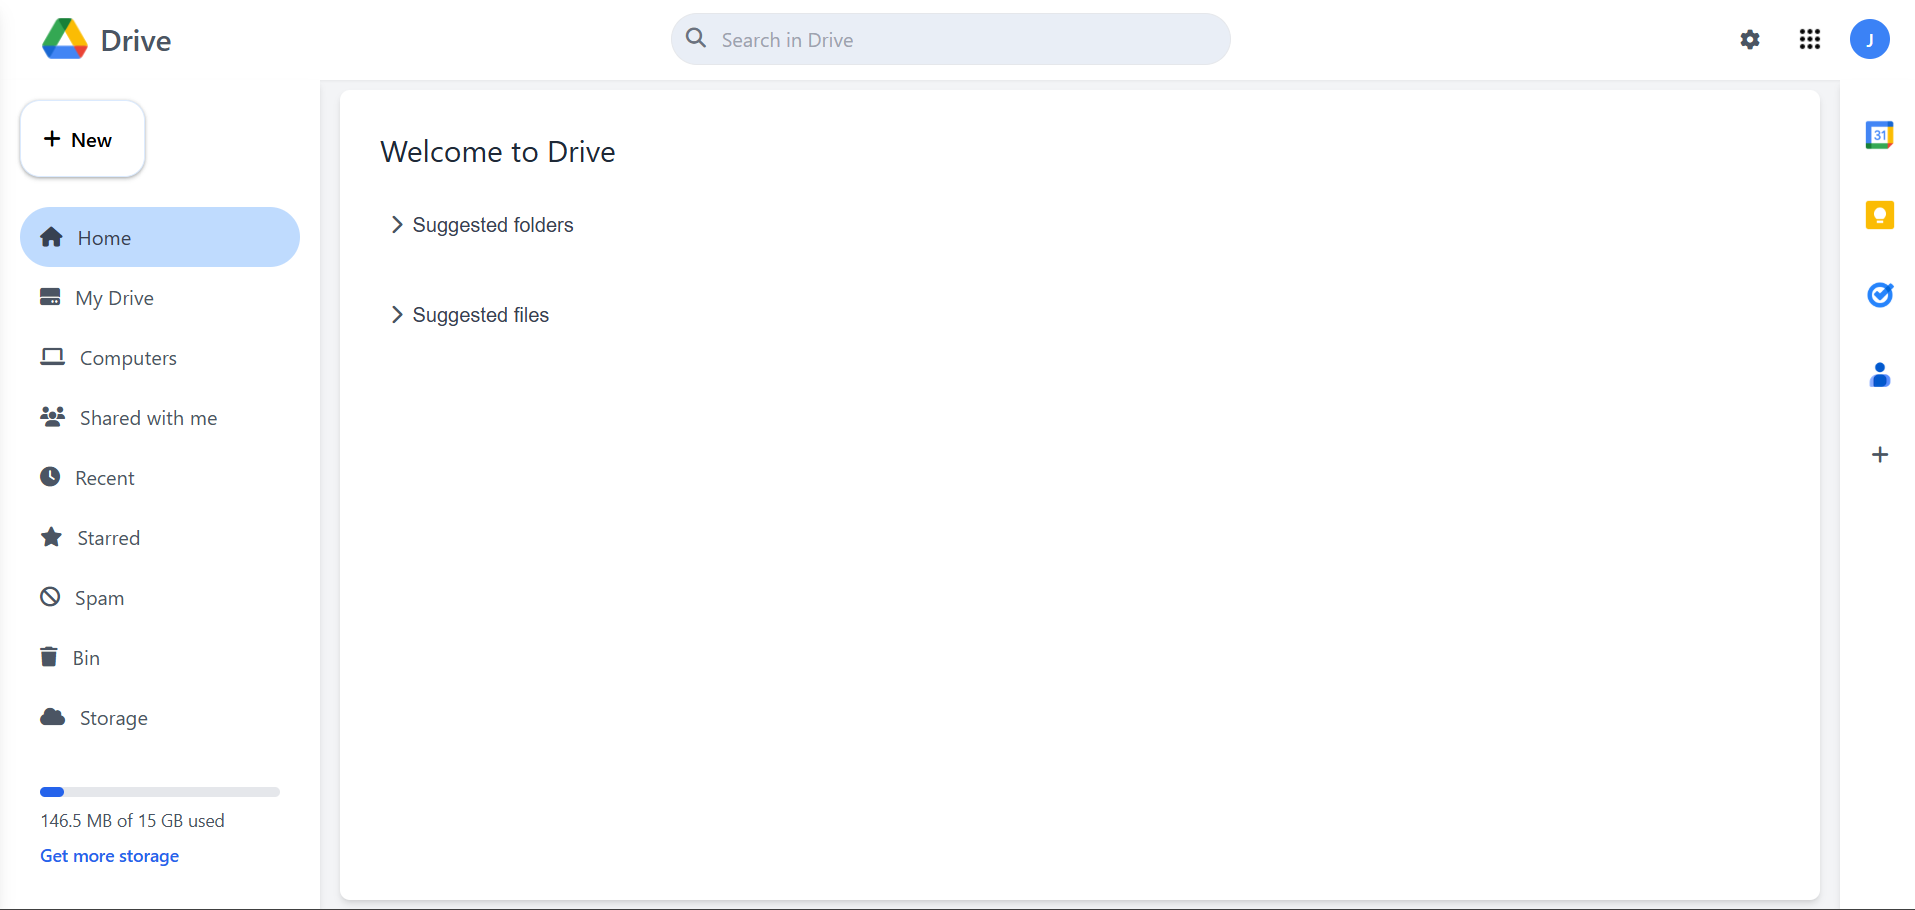 Drive
Search in Drive
J
New
Home
My Drive
Computers
Shared with me
Recent
Starred
Spam
Bin
Storage
146.5 MB of 15 GB used
Get more storage
Welcome to Drive
Suggested folders
Suggested files
31